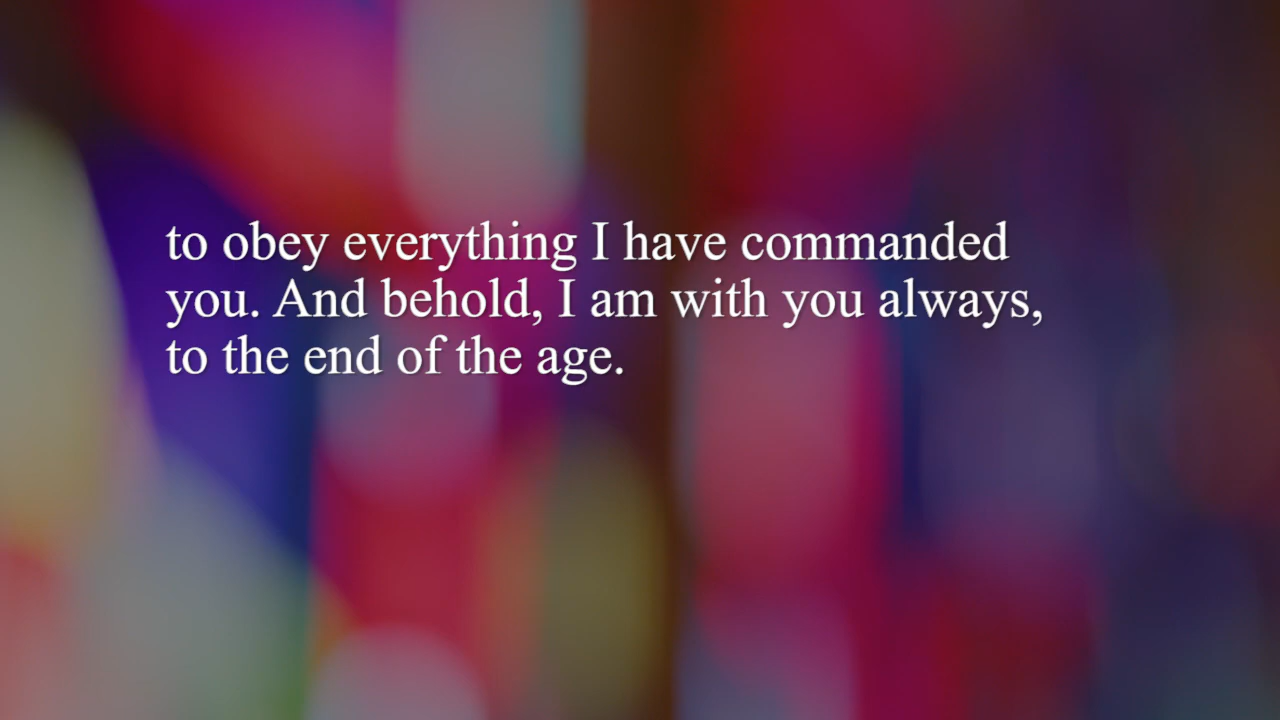 to obey everything I have commanded
you. And behold, I am with you always,
to the end of the age.